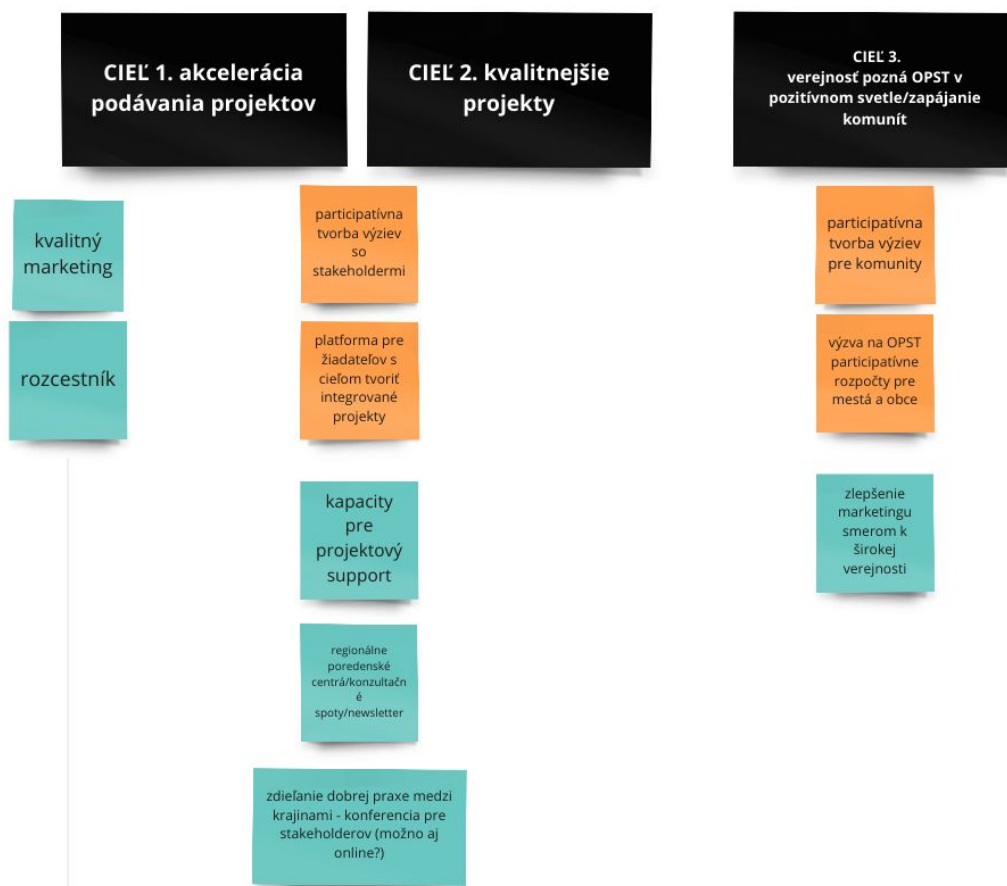 CIEĽ 1. akcelerácia
podávania projektov
CIEĽ 2. kvalitnejšie
projekty
CIEĽ 3.
verejnosť pozná OPST v
pozitívnom svetle/zapájanie
komunít
kvalitný
marketing
rozcestník
participatívna
tvorba výziev
so
stakeholdermi
platforma pre
žiadateľov s
cieľom tvoriť
integrované
projekty
kapacity
pre
projektový
support
regionálne
poredenské
centrá/konzultačn
é
spoty/newsletter
zdieľanie dobrej praxe medzi
krajinami - konferencia pre
stakeholderov (možno aj
online?)
participatívna
tvorba výziev
pre komunity
výzva na OPST
participatívne
rozpočty pre
mestá a obce
zlepšenie
marketingu
smerom k
širokej
verejnosti